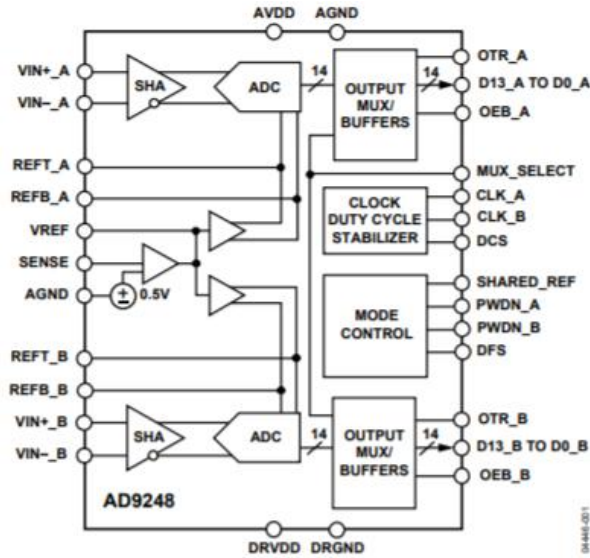 AVDD AGND
VIN+_A
VIN–_A
REFT_A
REFB_A
VREF
SENSE
AGND
REFT_B
REFB_B
VIN+_B
VIN–_B
SHA
ADC
14
OUTPUT
MUX/
BUFFERS
14
CLOCK
DUTY CYCLE
STABILIZER
0.5V
MODE
CONTROL
SHA
ADC
14
OUTPUT
MUX/
BUFFERS
14
OTR_A
D13_A TO D0_A
OEB_A
MUX_SELECT
CLK_A
CLK_B
DCS
SHARED_REF
PWDN_A
PWDN_B
DFS
OTR_B
D13_B TO D0_B
OEB_B
AD9248
DRVDD DRGND
04446-001